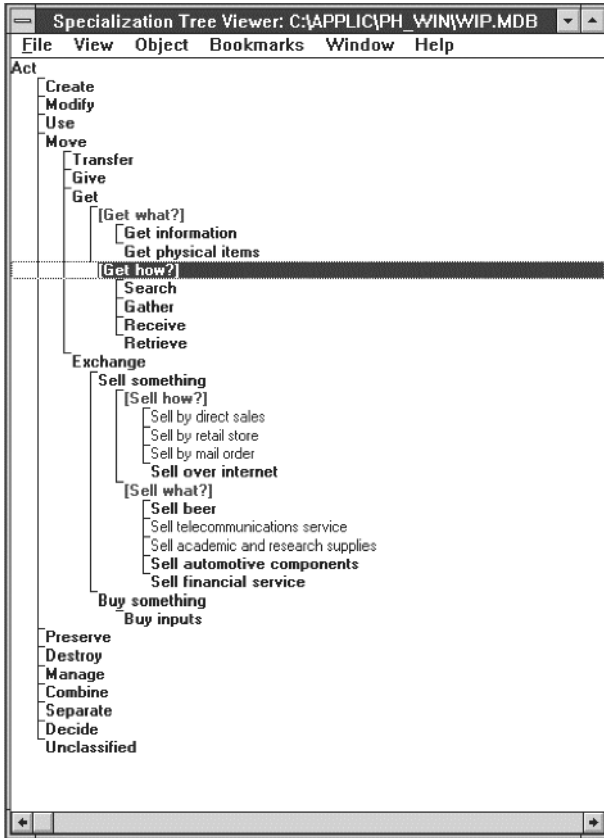 Specialization Tree Viewer: C:\APPLIC\PH_WIN\WIP.MDB
File View Object Bookmarks Window Help
Act
Create
Modify
Use
Move
Transfer
Give
Get
[Get what?]
Get information
Get physical items
[Get how?]
Search
Gather
Receive
Retrieve
Exchange
Sell something
[Sell how?]
Sell by direct sales
Sell by retail store
Sell by mail order
Sell over internet
[Sell what?]
Sell beer
Sell telecommunications service
Sell academic and research supplies
Sell automotive components
Sell financial service
Buy something
Buy inputs
Preserve
Destroy
Manage
Combine
Separate
Decide
Unclassified